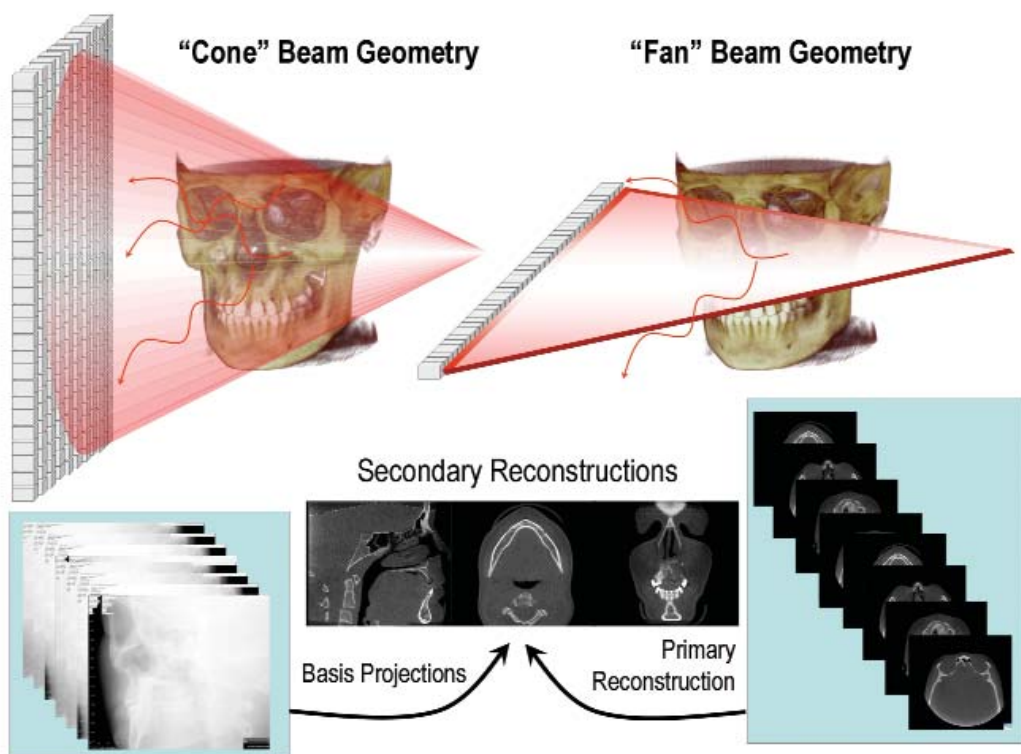 “Cone” Beam Geometry
“Fan” Beam Geometry
Secondary Reconstructions
Basis Projections
Primary
Reconstruction